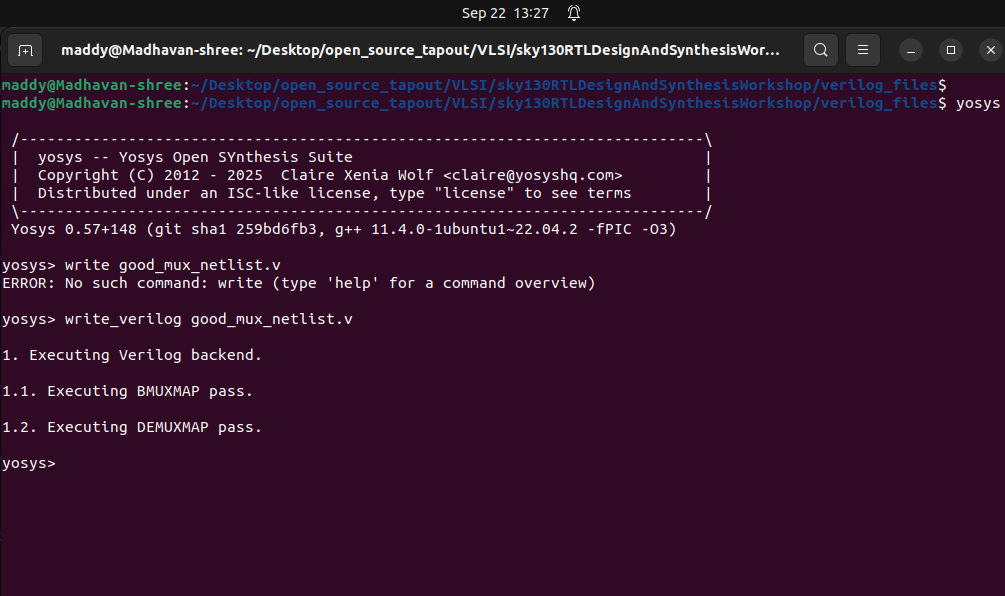 Sep 22 13:27
maddy@Madhavan-shree: ~/Desktop/open_source_tapout/VLSI/sky130RTLDesignAndSynthesisWor...
maddy@Madhavan-shree:~/Desktop/open_source_tapout/VLSI/sky130RTLDesignAndSynthesisWorkshop/verilog_files$
maddy@Madhavan-shree:~/Desktop/open_source_tapout/VLSI/sky130RTLDesignAndSynthesisWorkshop/verilog_files$ yosys
/----------------------------------------------------------------------------\
| yosys -- Yosys Open SYnthesis Suite |
| Copyright (C) 2012 - 2025 Claire Xenia Wolf <claire@yosyshq.com> |
| Distributed under an ISC-like license, type "license" to see terms |
\----------------------------------------------------------------------------/
Yosys 0.57+148 (git sha1 259bd6fb3, g++ 11.4.0-1ubuntu1~22.04.2 -fPIC -O3)
yosys> write good_mux_netlist.v
ERROR: No such command: write (type 'help' for a command overview)
yosys> write_verilog good_mux_netlist.v
1. Executing Verilog backend.
1.1. Executing BMUXMAP pass.
1.2. Executing DEMUXMAP pass.
yosys>